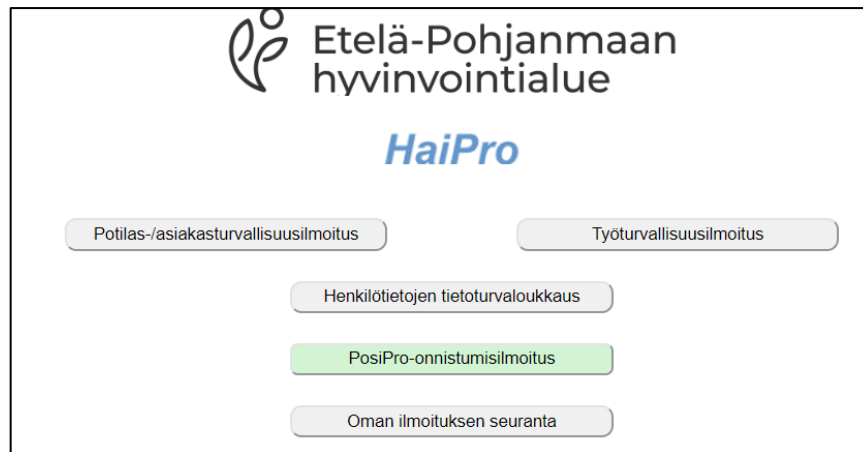 Etelä-Pohjanmaan
hyvinvointialue
HaiPro
Potilas-/asiakasturvallisuusilmoitus
Työturvallisuusilmoitus
Henkilötietojen tietoturvaloukkaus
PosiPro-onnistumisilmoitus
Oman ilmoituksen seuranta